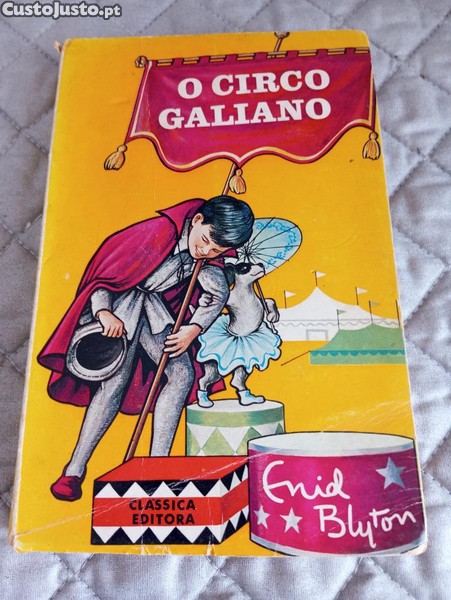 CustoJusto.pt
O CIRCO
GALIANO
CLASSICA
EDITORA
Enid
Blyton